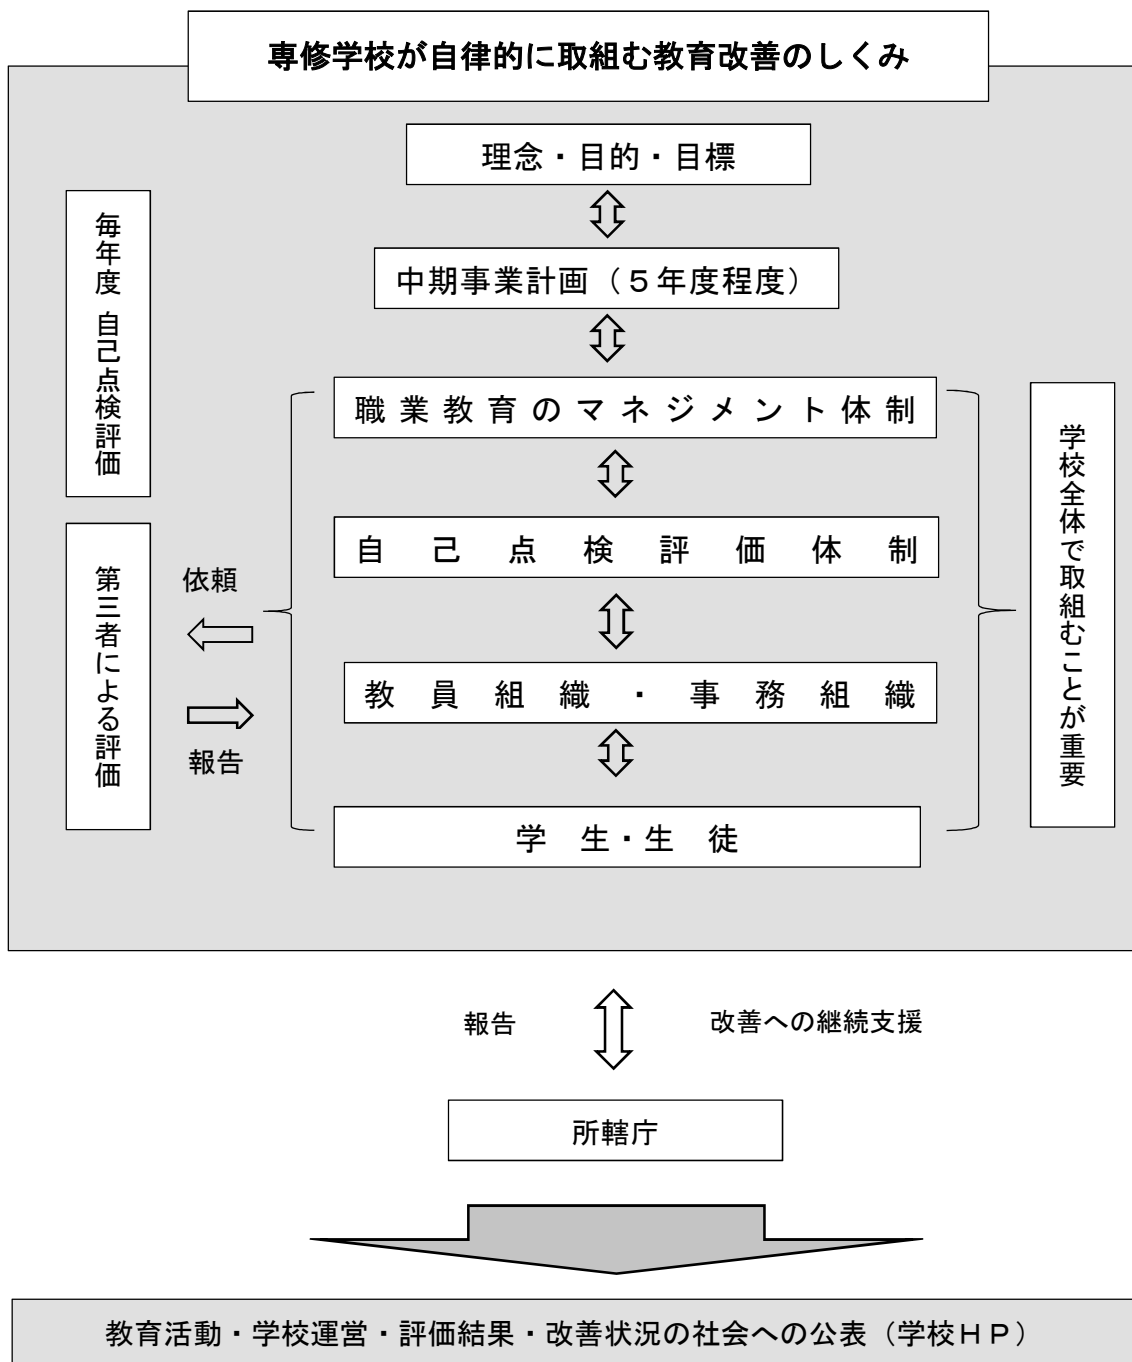 専修学校が自律的に取組む教育改善のしくみ
理念・目的・目標
中期事業計画（５年度程度）
毎年度 自己点検評価
職業教育のマネジメント体制
自己点検評価体制
教員組織・事務組織
学生・生徒
第三者による評価
依頼
報告
学校全体で取組むことが重要
報告
改善への継続支援
所轄庁
教育活動・学校運営・評価結果・改善状況の社会への公表（学校ＨＰ）